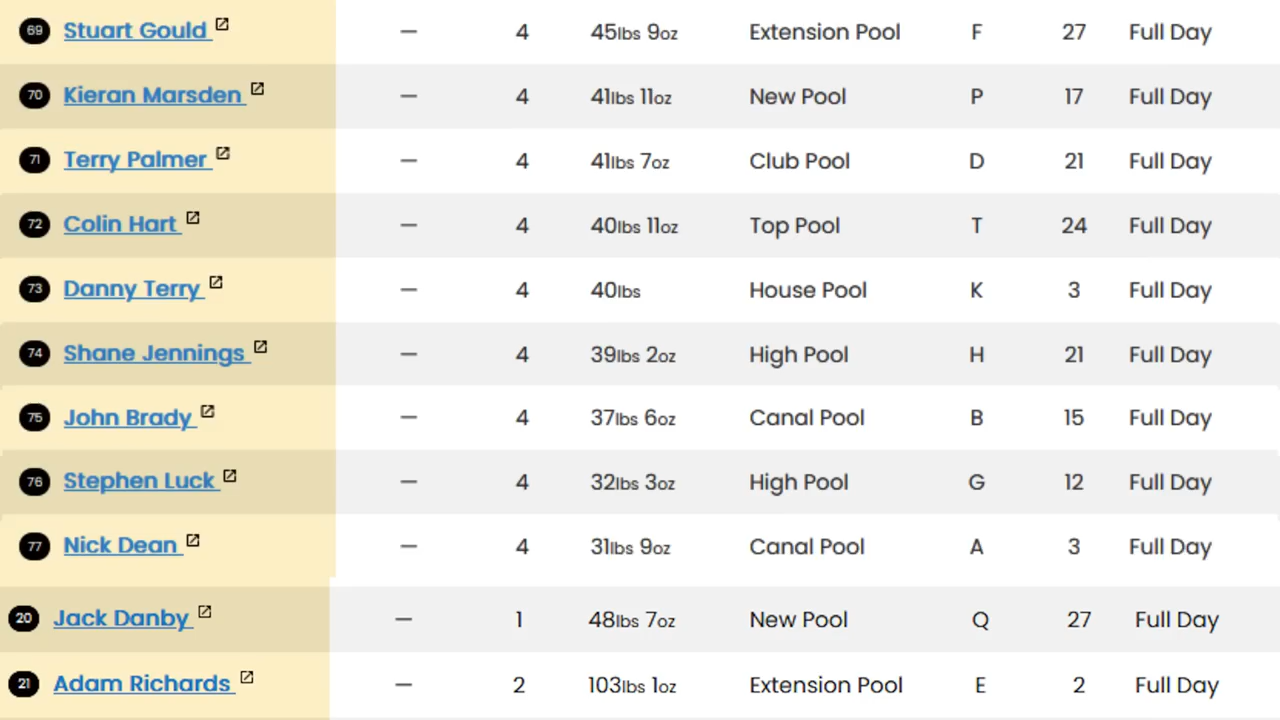 69 Stuart Gould — 4 45lbs 9oz Extension Pool F 27 Full Day
70 Kieran Marsden — 4 41lbs 11oz New Pool P 17 Full Day
71 Terry Palmer — 4 41lbs 7oz Club Pool D 21 Full Day
72 Colin Hart — 4 40lbs 11oz Top Pool T 24 Full Day
73 Danny Terry — 4 40lbs House Pool K 3 Full Day
74 Shane Jennings — 4 39lbs 2oz High Pool H 21 Full Day
75 John Brady — 4 37lbs 6oz Canal Pool B 15 Full Day
76 Stephen Luck — 4 32lbs 3oz High Pool G 12 Full Day
77 Nick Dean — 4 31lbs 9oz Canal Pool A 3 Full Day
20 Jack Danby — 1 48lbs 7oz New Pool Q 27 Full Day
21 Adam Richards — 2 103lbs 1oz Extension Pool E 2 Full Day